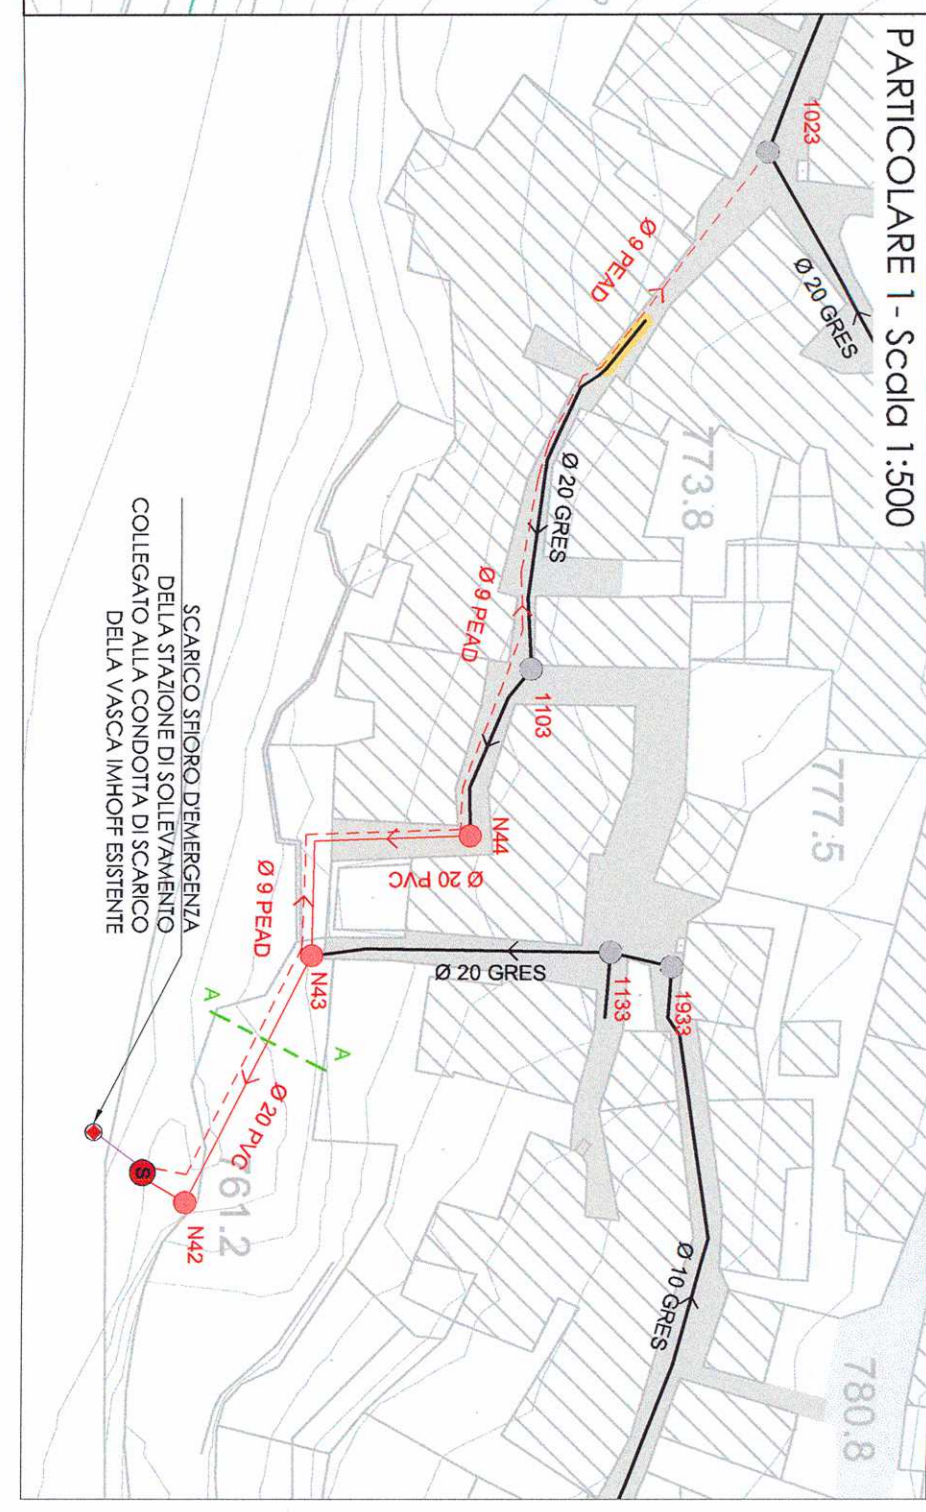 PARTICOLARE 1- Scala 1:500
1023
Ø 20 GRES
Ø 9 PEAD
773.8
Ø 20 GRES
Ø 9 PEAD
1103
777.5
N44
Ø 20 PVC
Ø 9 PEAD
N43
Ø 20 GRES
1133
1933
A
A
Ø 20 PVC
761.2
S
N42
Ø 10 GRES
780.8
SCARICO SFIORO D'EMERGENZA
DELLA STAZIONE DI SOLLEVAMENTO
COLLEGATO ALLA CONDOTTA DI SCARICO
DELLA VASCA IMHOFF ESISTENTE